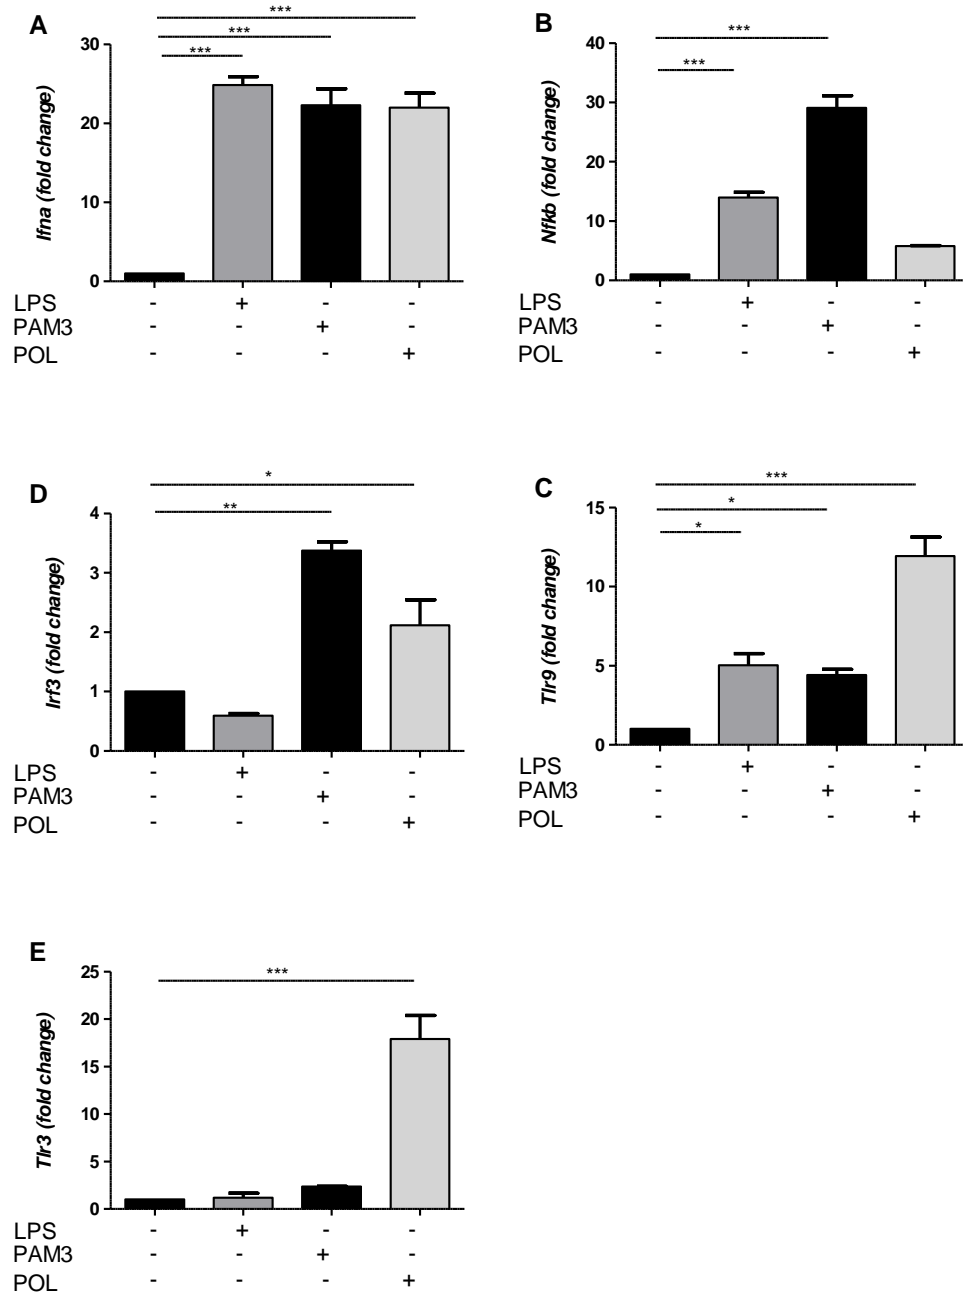 A
***
***
***
Ifna (fold change)
30
20
10
0
LPS - + - -
PAM3 - - + -
POL - - - +
B
***
***
Nfkb (fold change)
40
30
20
10
0
LPS - + - -
PAM3 - - + -
POL - - - +
D
*
**
Irf3 (fold change)
4
3
2
1
0
LPS - + - -
PAM3 - - + -
POL - - - +
C
***
*
*
Tlr9 (fold change)
15
10
5
0
LPS - + - -
PAM3 - - + -
POL - - - +
E
***
Tlr3 (fold change)
25
20
15
10
5
0
LPS - + - -
PAM3 - - + -
POL - - - +